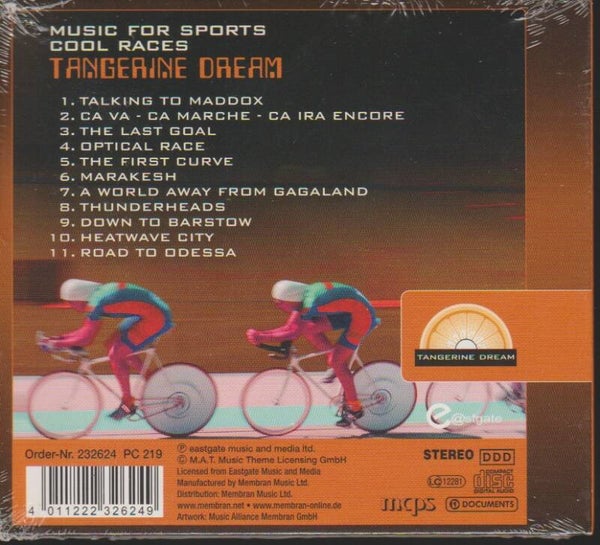 MUSIC FOR SPORTS
COOL RACES
TANGERINE DREAM
1. TALKING TO MADDOX
2. CA VA - CA MARCHE - CA IRA ENCORE
3. THE LAST GOAL
4. OPTICAL RACE
5. THE FIRST CURVE
6. MARAKESH
7. A WORLD AWAY FROM GAGALAND
8. THUNDERHEADS
9. DOWN TO BARSTOW
10. HEATWAVE CITY
11. ROAD TO ODESSA
TANGERINE DREAM
e@stgate
Order-Nr. 232624 PC 219
4 011222 326249
℗ eastgate music and media ltd.
© M.A.T. Music Theme Licensing GmbH
Licensed from Eastgate Music and Media
Manufactured by Membran Music Ltd.
Distribution: Membran Music Ltd.
www.membran.net • www.membran-online.de
Artwork: Music Alliance Membran GmbH
STEREO DDD
LC 12281
COMPACT
disc
DIGITAL AUDIO
mcps
DOCUMENTS